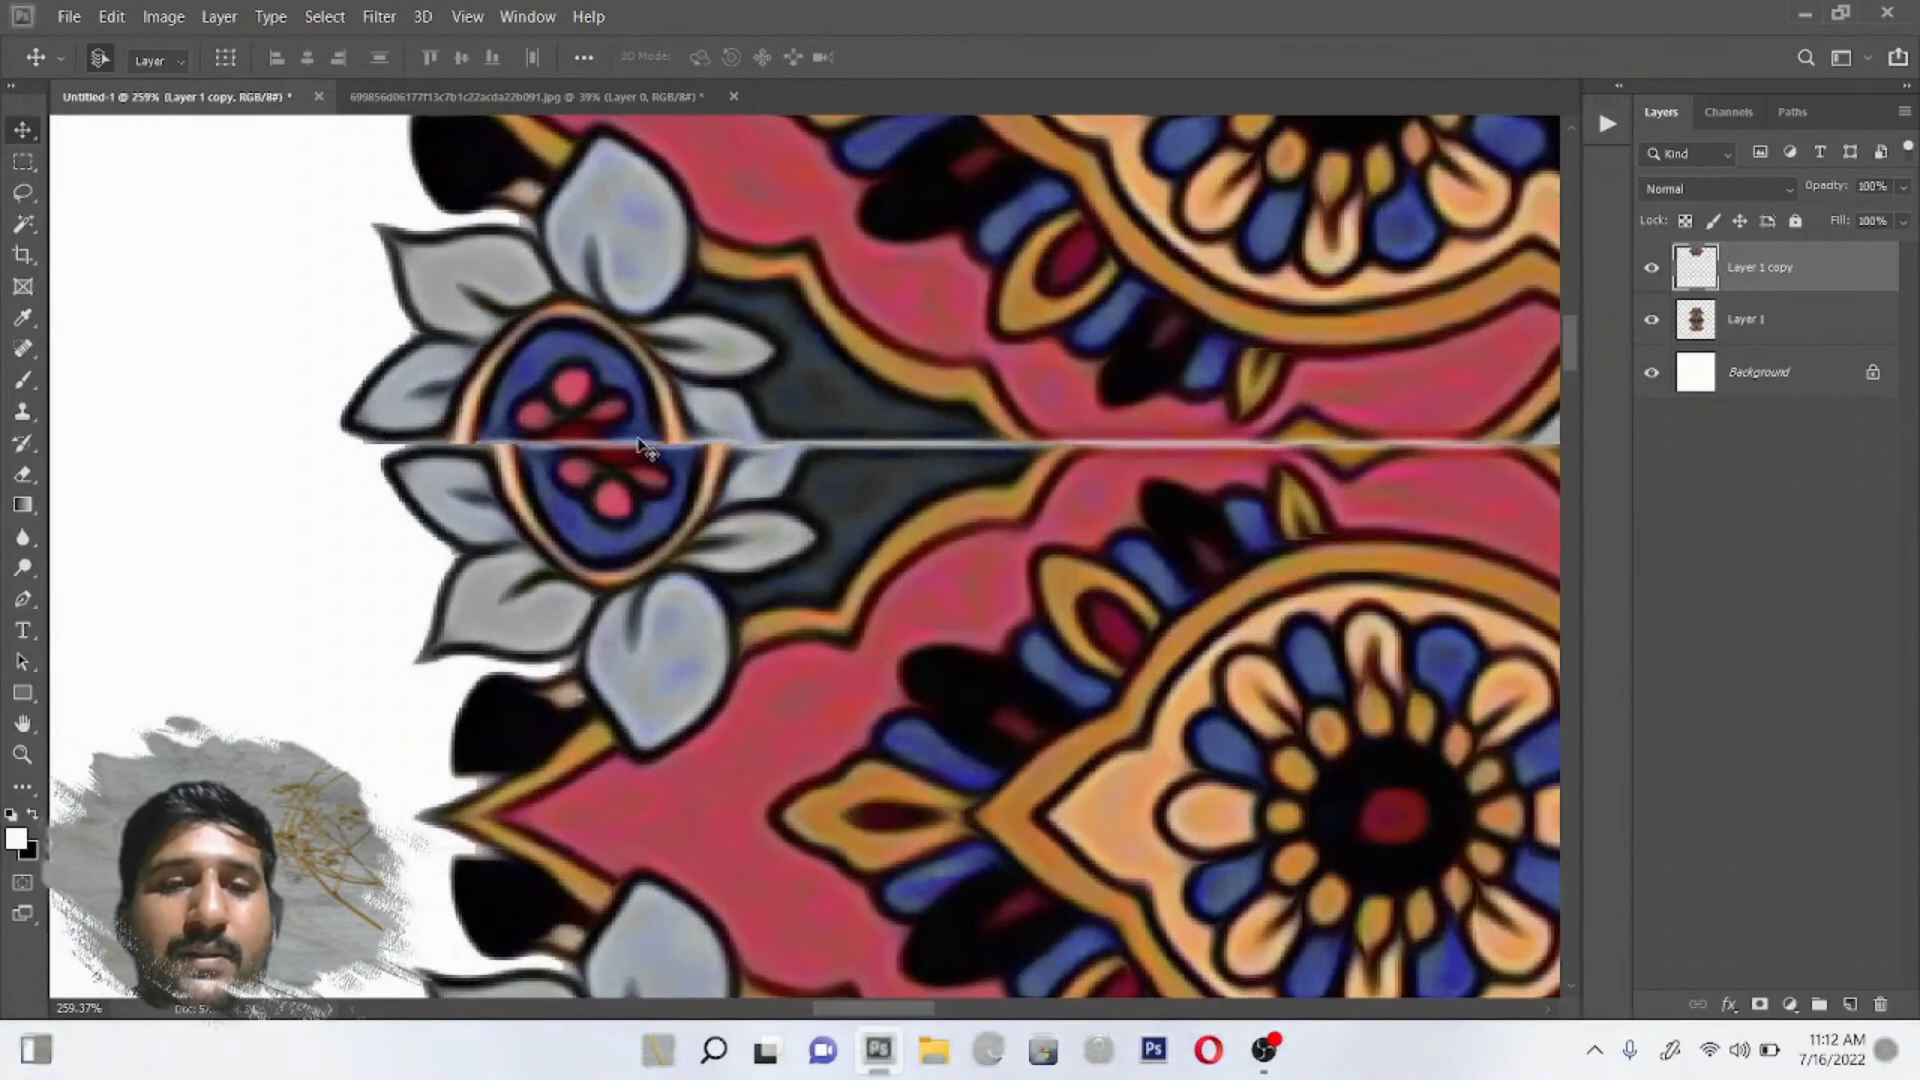 File Edit Image Layer Type Select Filter 3D View Window Help
Layer 3D Mode:
Untitled-1 @ 259% (Layer 1 copy, RGB/8#) * 699856d06177f13c7b1c22acda22b091.jpg @ 39% (Layer 0, RGB/8#) *
Layers Channels Paths
Kind
Normal Opacity: 100%
Lock: Fill: 100%
Layer 1 copy
Layer 1
Background
259.37%
11:12 AM
7/16/2022